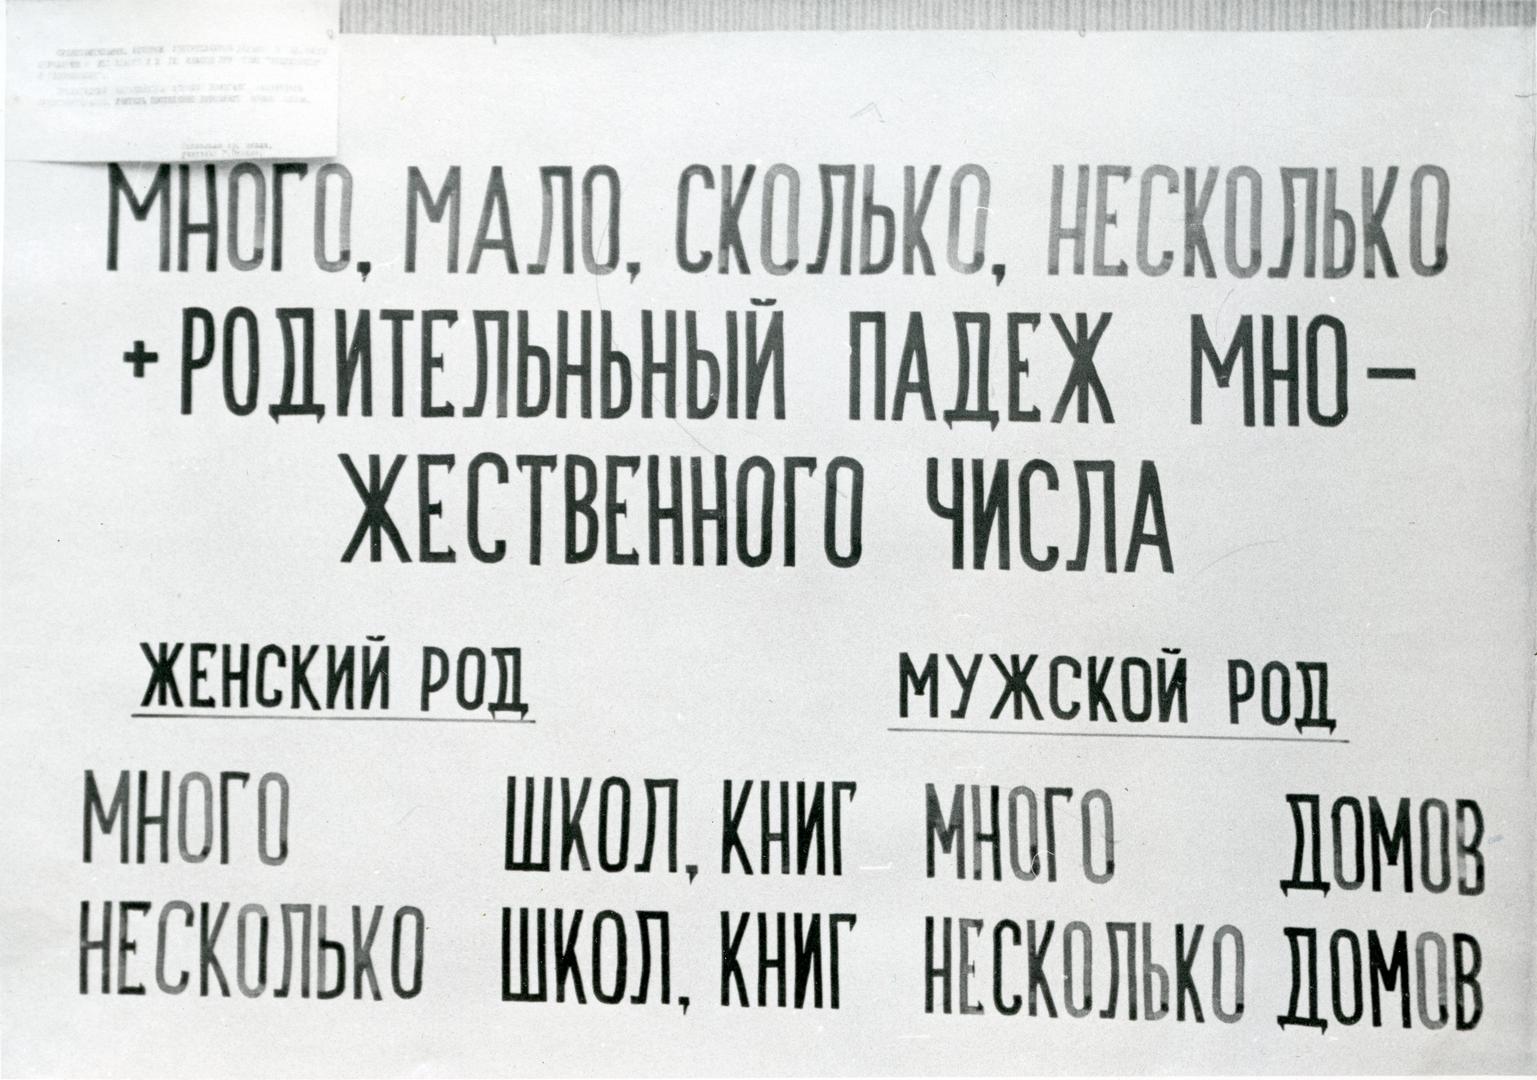 МНОГО, МАЛО, СКОЛЬКО, НЕСКОЛЬКО
+ РОДИТЕЛЬНЬНЫЙ ПАДЕЖ МНО-
ЖЕСТВЕННОГО ЧИСЛА
ЖЕНСКИЙ РОД МУЖСКОЙ РОД
МНОГО ШКОЛ, КНИГ МНОГО ДОМОВ
НЕСКОЛЬКО ШКОЛ, КНИГ НЕСКОЛЬКО ДОМОВ